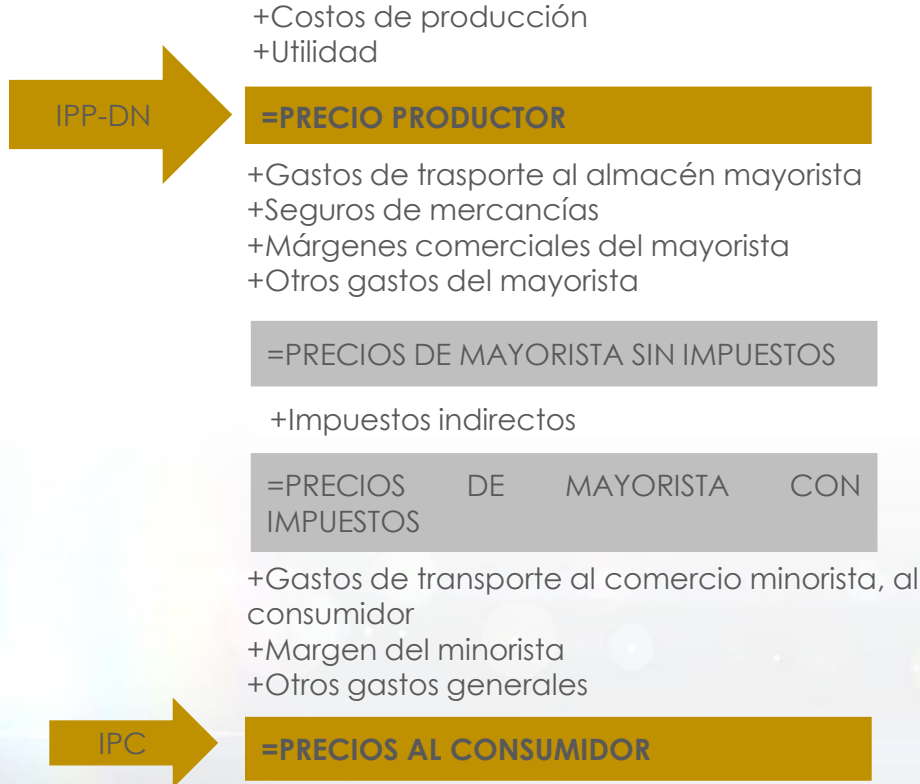 +Costos de producción
+Utilidad
IPP-DN
=PRECIO PRODUCTOR
+Gastos de trasporte al almacén mayorista
+Seguros de mercancías
+Márgenes comerciales del mayorista
+Otros gastos del mayorista
=PRECIOS DE MAYORISTA SIN IMPUESTOS
+Impuestos indirectos
=PRECIOS DE MAYORISTA CON
IMPUESTOS
+Gastos de transporte al comercio minorista, al
consumidor
+Margen del minorista
+Otros gastos generales
IPC
=PRECIOS AL CONSUMIDOR